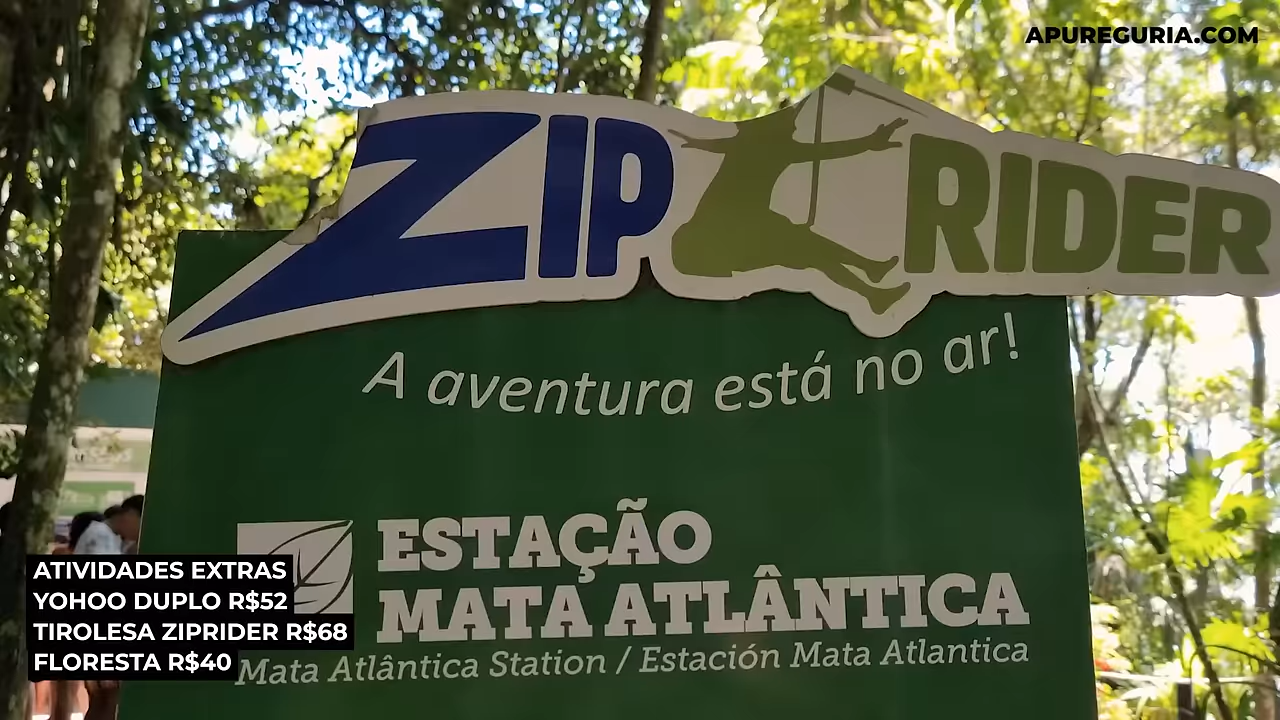 APUREGURIA.COM
ZIP RIDER
A aventura está no ar!
ESTAÇÃO
MATA ATLÂNTICA
Mata Atlântica Station / Estación Mata Atlantica
ATIVIDADES EXTRAS
YOHOO DUPLO R$52
TIROLESA ZIPRIDER R$68
FLORESTA R$40